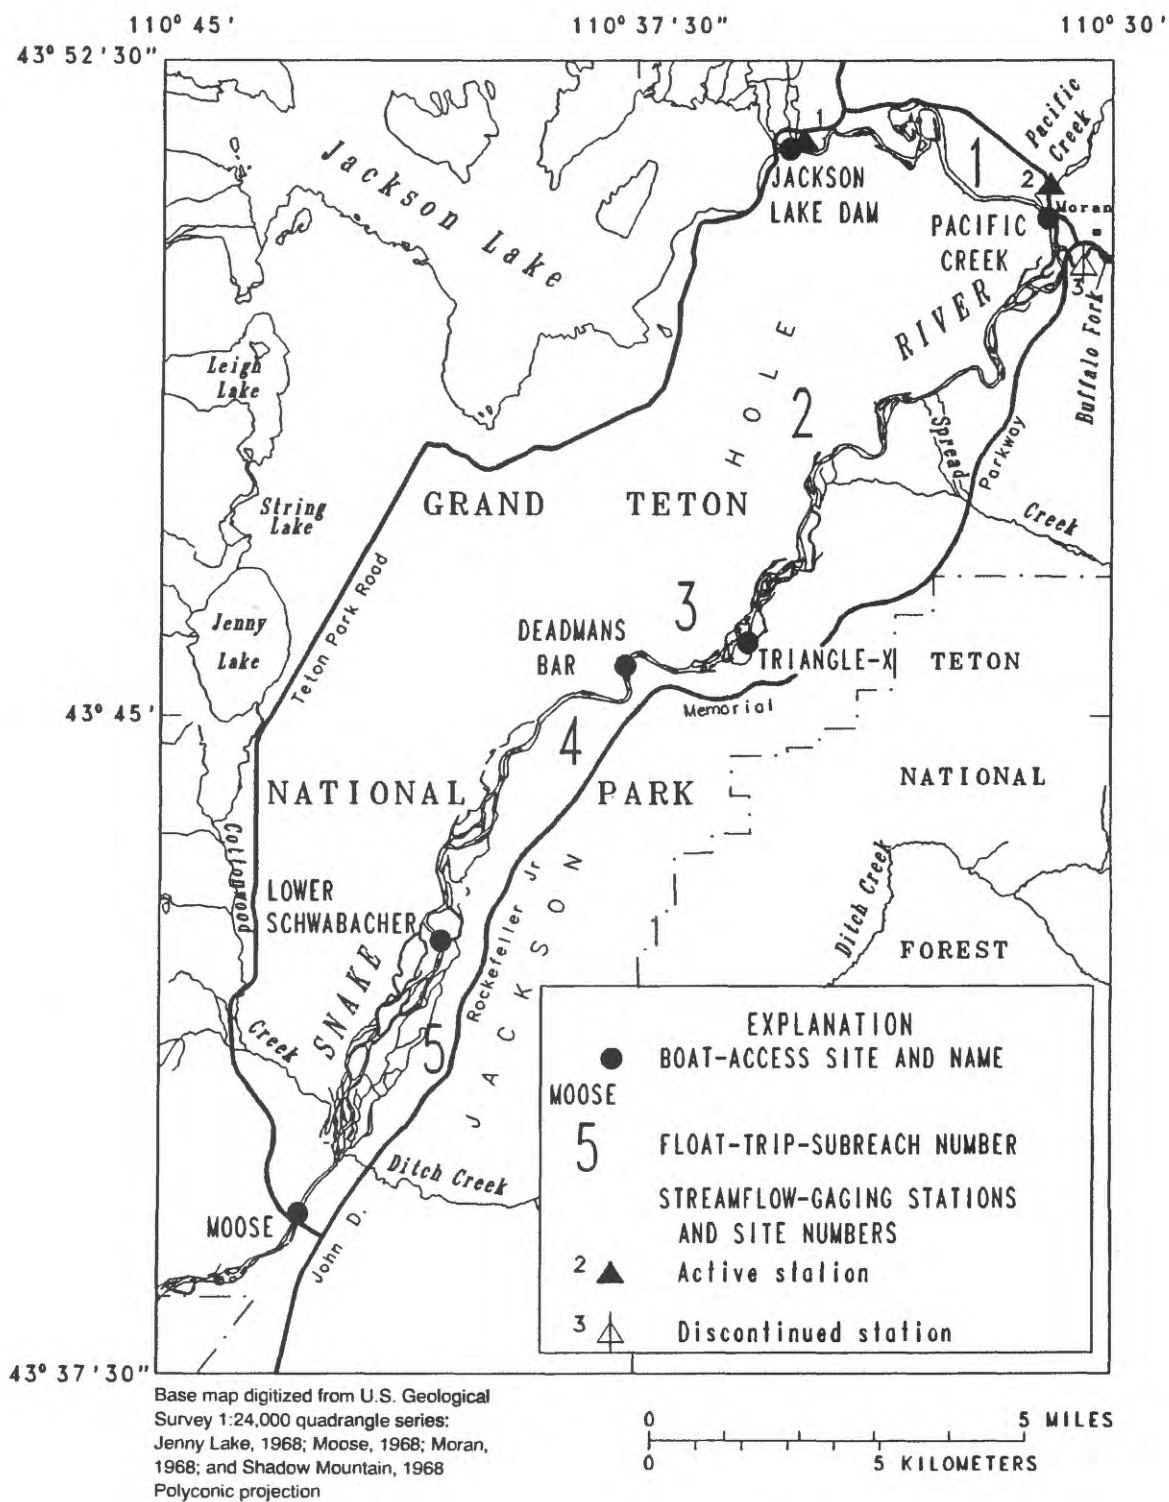 110° 45' 110° 37'30" 110° 30'
43° 52'30"
Jackson Lake
1
JACKSON
LAKE DAM
1
Pacific
Creek
2
Moran
PACIFIC
CREEK
3
RIVER
Buffalo Fork
Leigh
Lake
HOLE
2
Spread
Creek
Parkway
String
Lake
GRAND TETON
Teton Park Road
Jenny
Lake
3
DEADMANS
BAR
TRIANGLE-X
TETON
43° 45'
Memorial
4
NATIONAL PARK
NATIONAL
Cottonwood
Creek
LOWER
SCHWABACHER
Rockefeller Jr
JACKSON
Ditch Creek
FOREST
SNAKE
5
Ditch Creek
MOOSE
John D.
EXPLANATION
BOAT-ACCESS SITE AND NAME
MOOSE
5 FLOAT-TRIP-SUBREACH NUMBER
STREAMFLOW-GAGING STATIONS
AND SITE NUMBERS
2 Active station
3 Discontinued station
43° 37'30"
Base map digitized from U.S. Geological
Survey 1:24,000 quadrangle series:
Jenny Lake, 1968; Moose, 1968; Moran,
1968; and Shadow Mountain, 1968
Polyconic projection
0 5 MILES
0 5 KILOMETERS